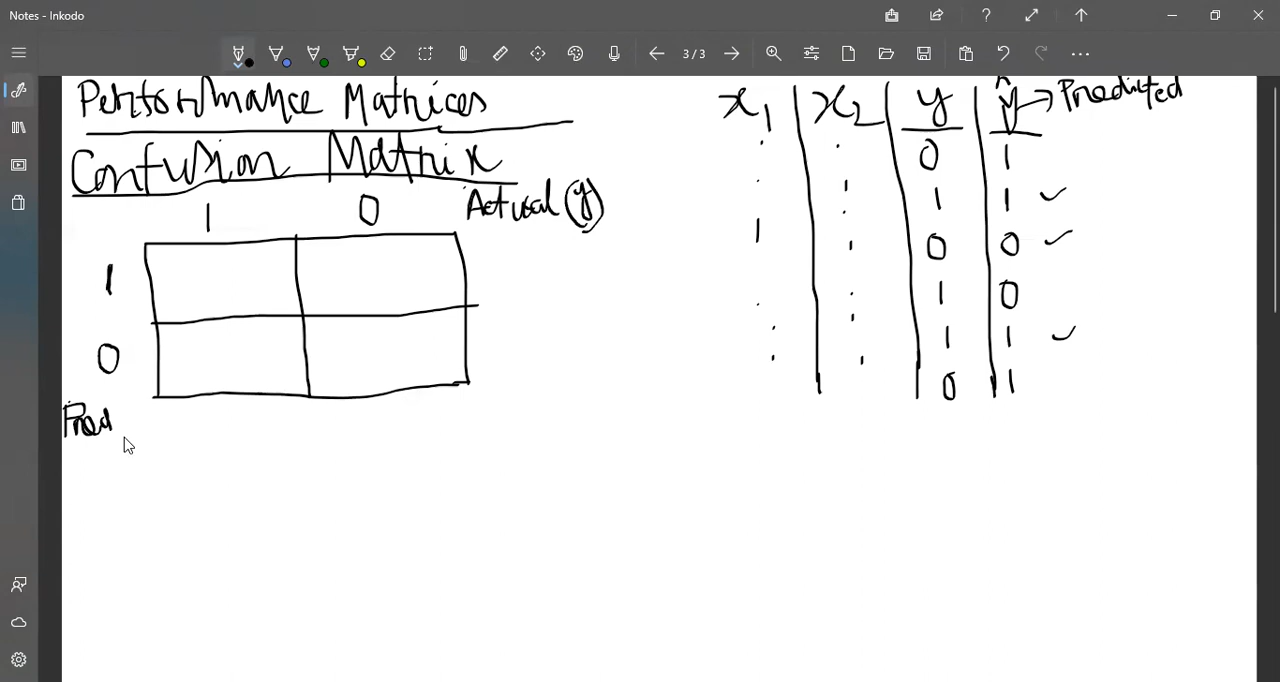 Notes - Inkodo
3/3
Performance Matrices
Confusion Matrix
1 0 Actual (y)
1
0
Pred
x1 x2 y ŷ → Predicted
0 1
1 1 ✓
1 0 0 ✓
1 0
1 1 ✓
0 1